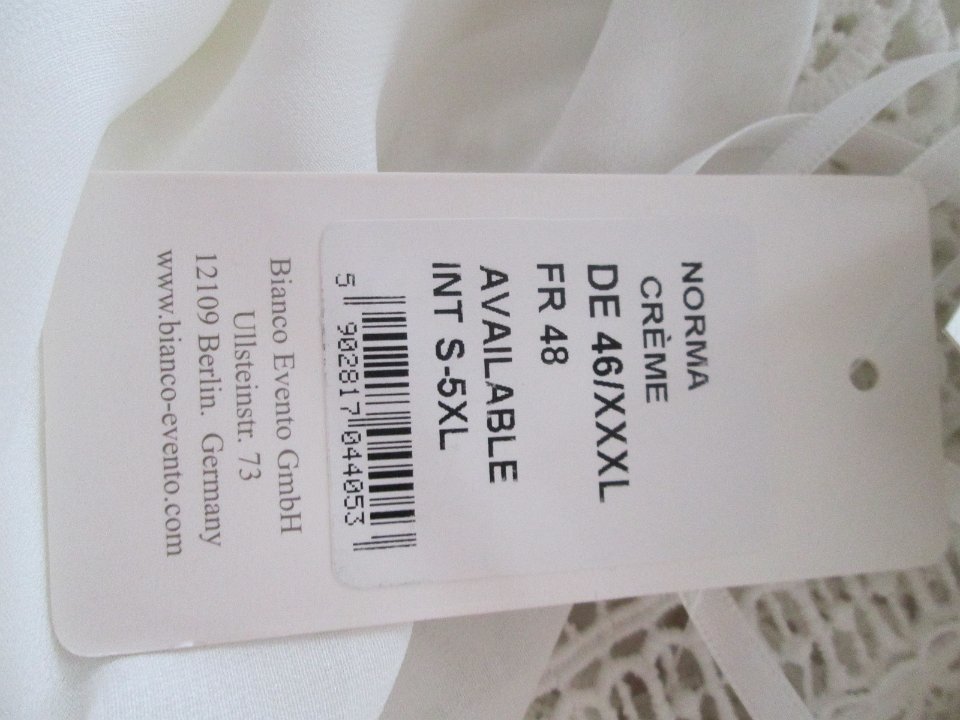 NORMA
CRÈME
DE 46/XXXL
FR 48
AVAILABLE
INT S-5XL
5 902817 044053
Bianco Evento GmbH
Ullsteinstr. 73
12109 Berlin. Germany
www.bianco-evento.com